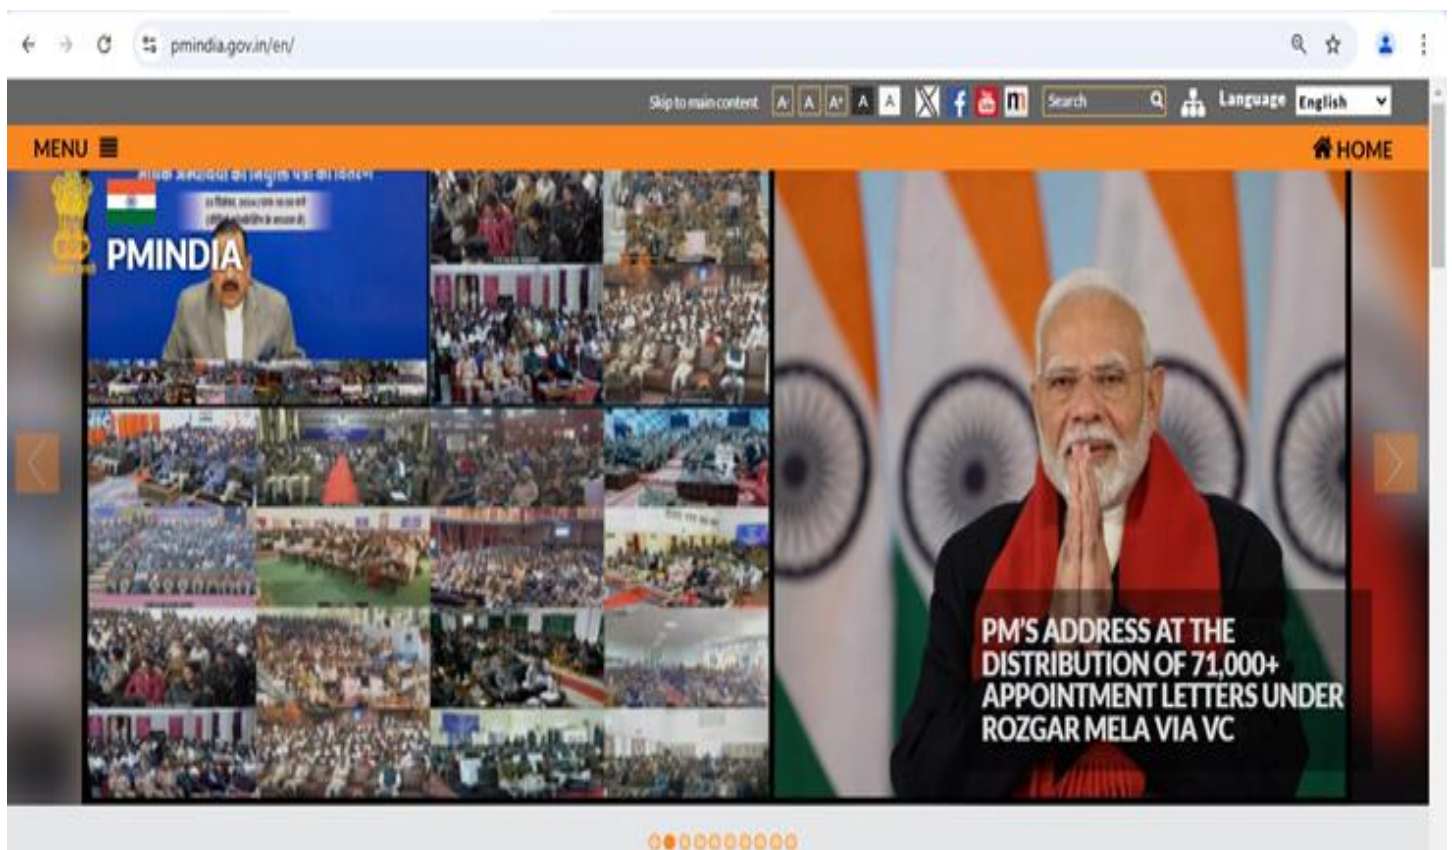 pmindia.gov.in/en/
Skip to main content A- A A+ A A Search Language English
MENU HOME
PMINDIA
PM'S ADDRESS AT THE
DISTRIBUTION OF 71,000+
APPOINTMENT LETTERS UNDER
ROZGAR MELA VIA VC